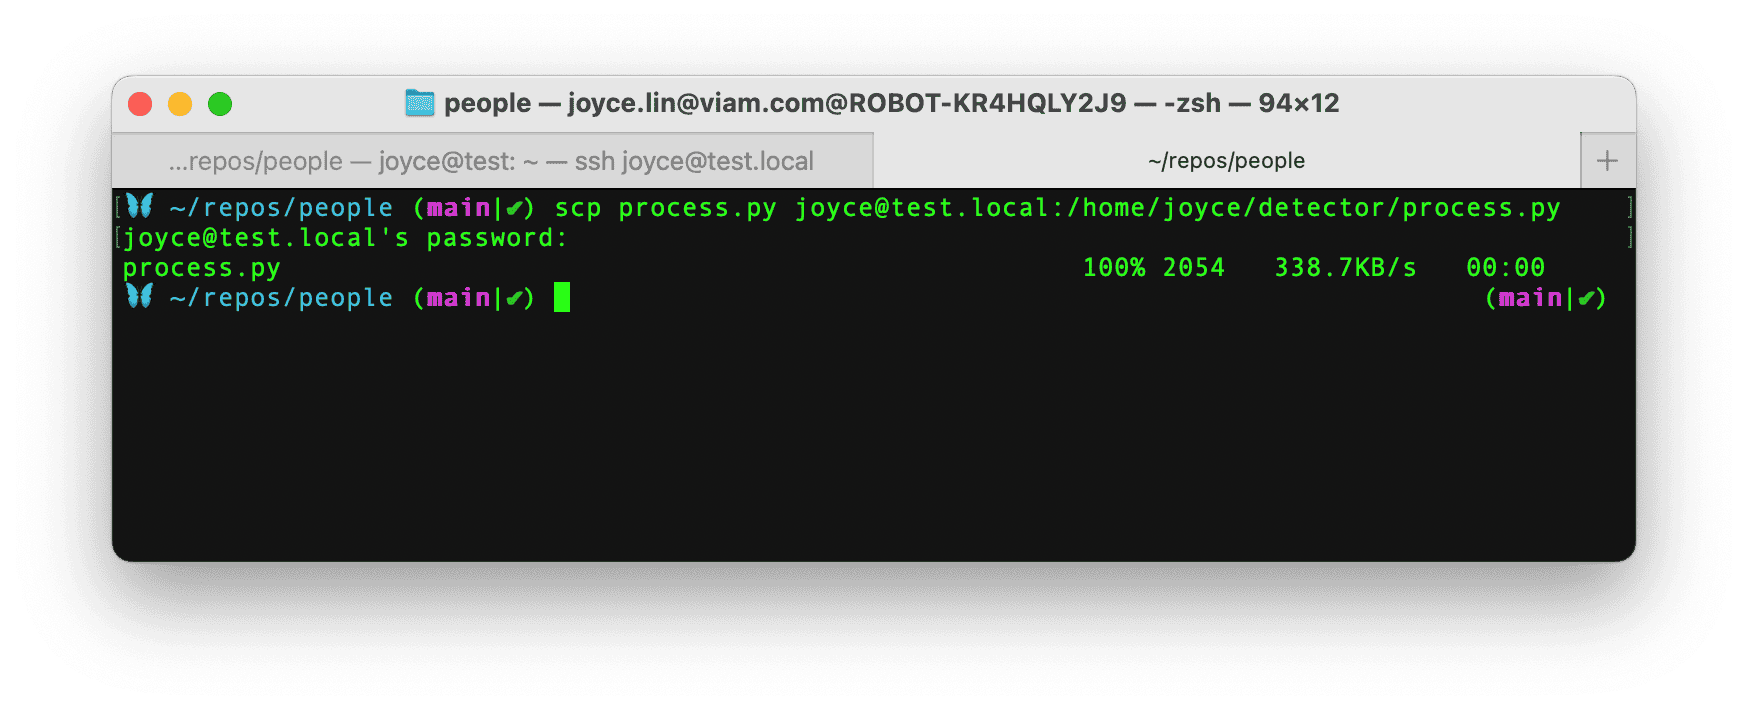 people — joyce.lin@viam.com@ROBOT-KR4HQLY2J9 — -zsh — 94×12
...repos/people — joyce@test: ~ — ssh joyce@test.local
~/repos/people
+
~/repos/people (main|✔) scp process.py joyce@test.local:/home/joyce/detector/process.py
joyce@test.local's password:
process.py 100% 2054 338.7KB/s 00:00
~/repos/people (main|✔) (main|✔)